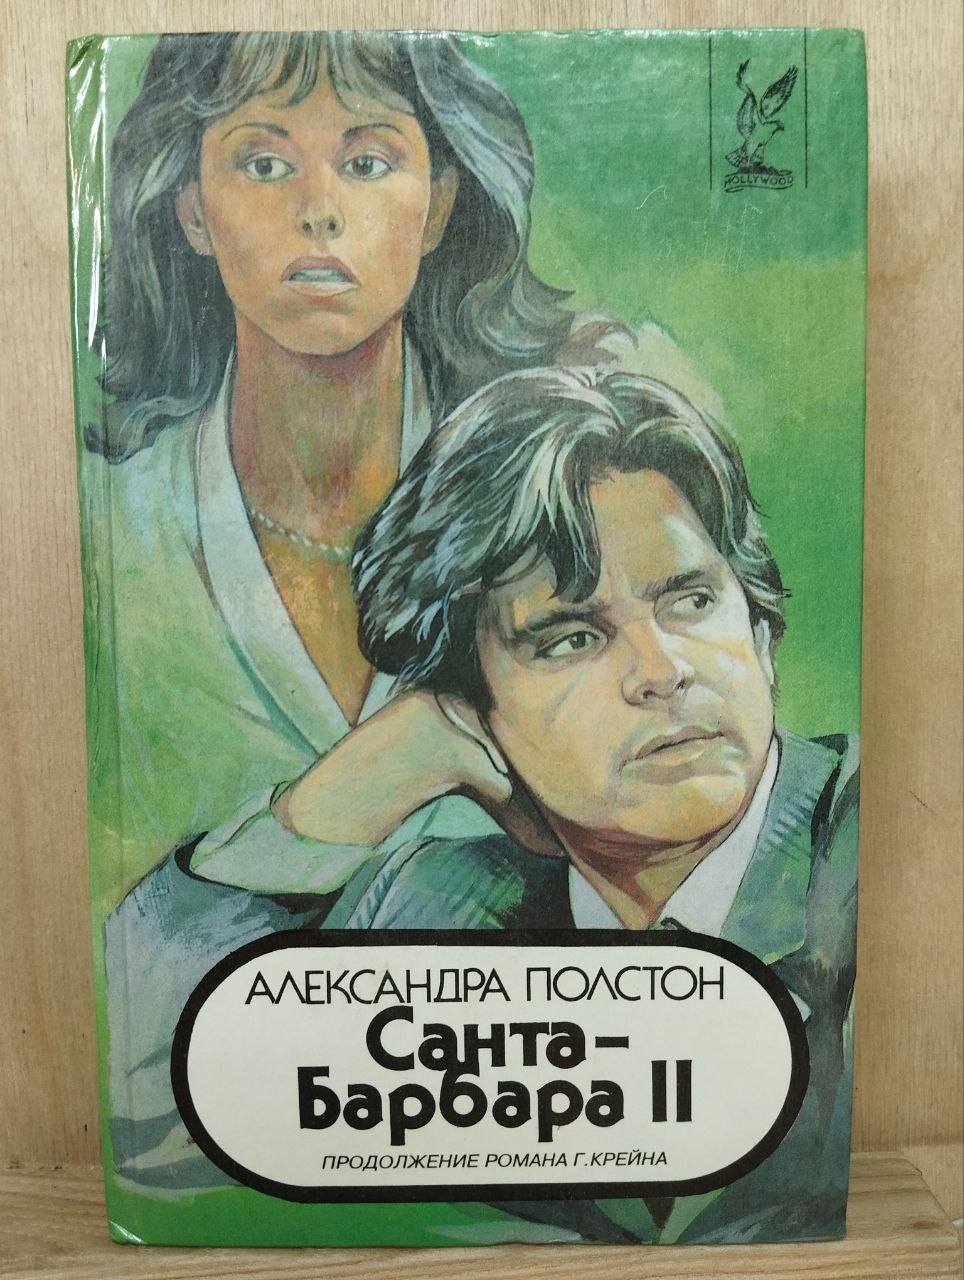 HOLLYWOOD
АЛЕКСАНДРА ПОЛСТОН
Санта-
Барбара II
ПРОДОЛЖЕНИЕ РОМАНА Г. КРЕЙНА